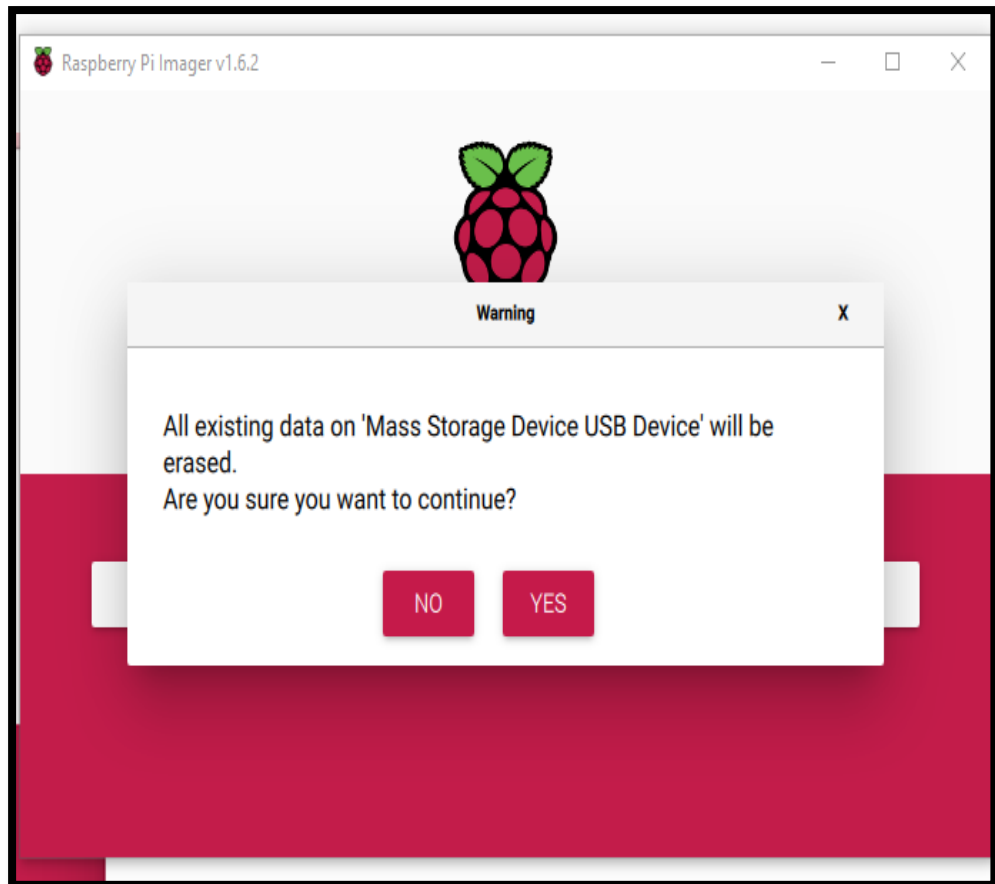 Raspberry Pi Imager v1.6.2
Warning
X
All existing data on 'Mass Storage Device USB Device' will be
erased.
Are you sure you want to continue?
NO
YES